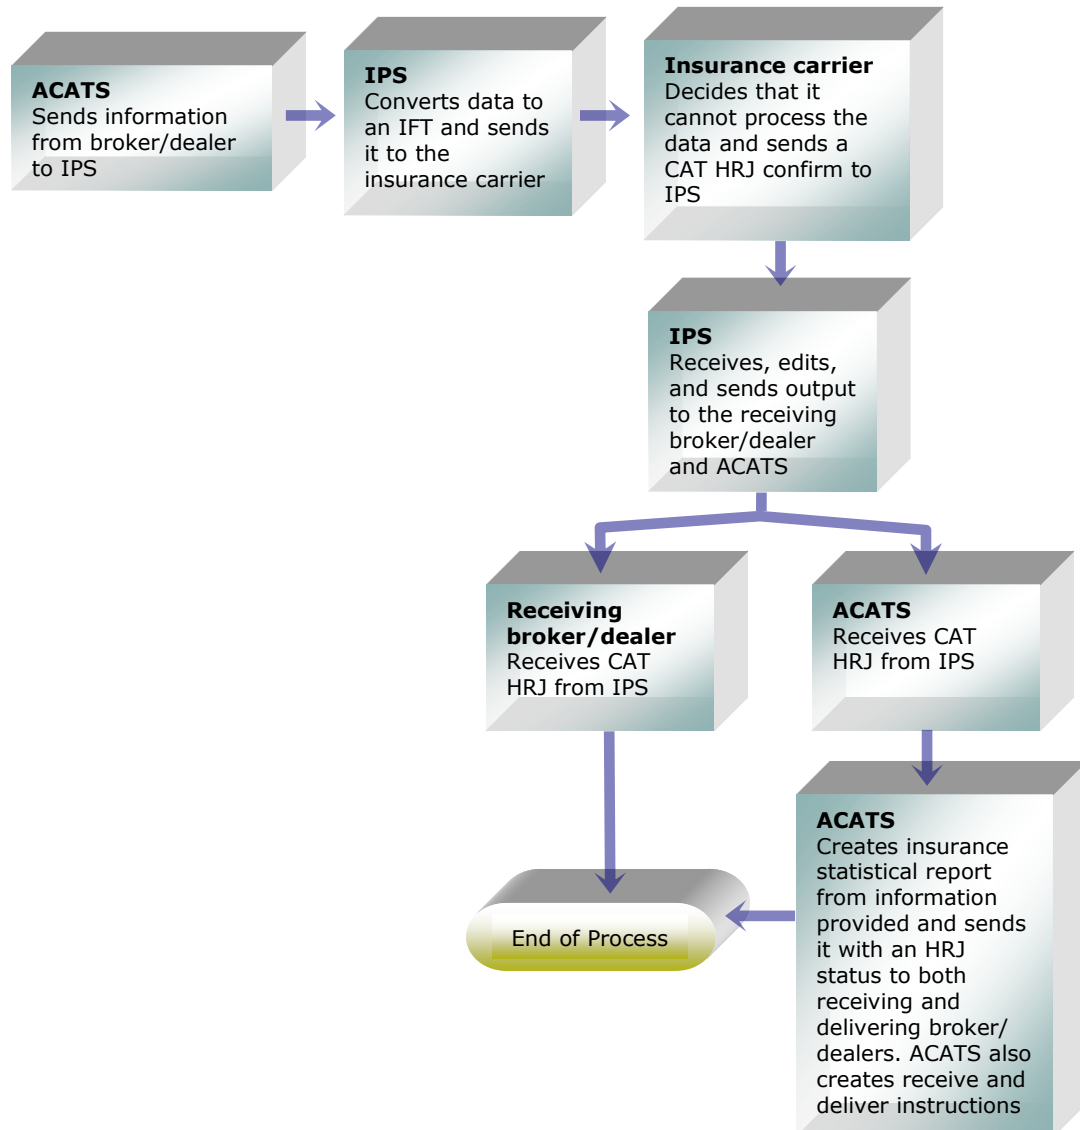 ACATS
Sends information
from broker/dealer
to IPS
IPS
Converts data to
an IFT and sends
it to the
insurance carrier
Insurance carrier
Decides that it
cannot process the
data and sends a
CAT HRJ confirm to
IPS
IPS
Receives, edits,
and sends output
to the receiving
broker/dealer
and ACATS
Receiving
broker/dealer
Receives CAT
HRJ from IPS
ACATS
Receives CAT
HRJ from IPS
ACATS
Creates insurance
statistical report
from information
provided and sends
it with an HRJ
status to both
receiving and
delivering broker/
dealers. ACATS also
creates receive and
deliver instructions
End of Process